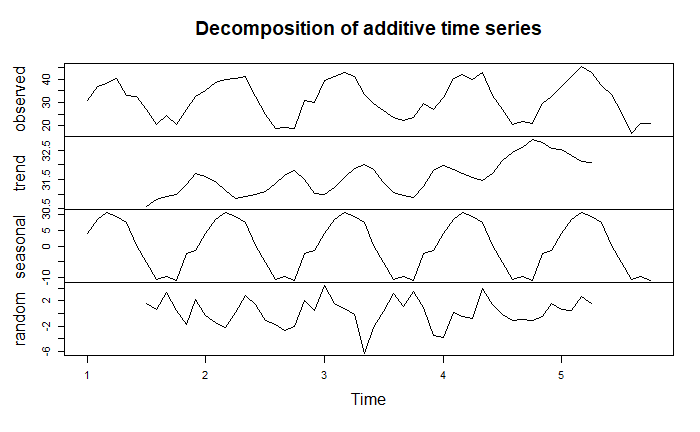 Decomposition of additive time series
observed
20 30 40
trend
30.5 31.5 32.5
seasonal
-10 0 5
random
-6 -2 2
1 2 3 4 5
Time